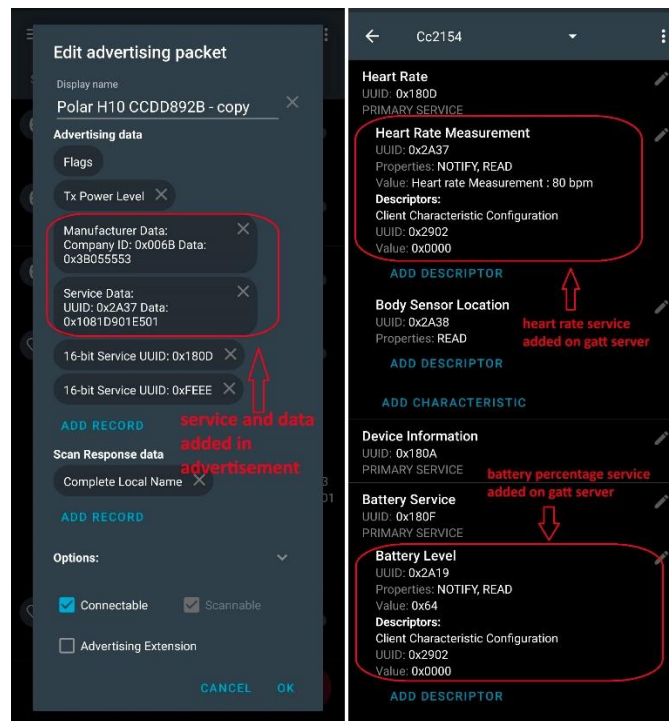 Edit advertising packet
Display name
Polar H10 CCDD892B - copy
Advertising data
Flags
Tx Power Level
Manufacturer Data:
Company ID: 0x006B Data:
0x3B055553
Service Data:
UUID: 0x2A37 Data:
0x1081D901E501
16-bit Service UUID: 0x180D
16-bit Service UUID: 0xFEEE
ADD RECORD
service and data
added in
advertisement
Scan Response data
Complete Local Name
ADD RECORD
Options:
Connectable
Scannable
Advertising Extension
CANCEL OK
Cc2154
Heart Rate
UUID: 0x180D
PRIMARY SERVICE
Heart Rate Measurement
UUID: 0x2A37
Properties: NOTIFY, READ
Value: Heart rate Measurement : 80 bpm
Descriptors:
Client Characteristic Configuration
UUID: 0x2902
Value: 0x0000
ADD DESCRIPTOR
Body Sensor Location
UUID: 0x2A38
Properties: READ
heart rate service
added on gatt server
ADD DESCRIPTOR
ADD CHARACTERISTIC
Device Information
UUID: 0x180A
PRIMARY SERVICE
battery percentage service
added on gatt server
Battery Service
UUID: 0x180F
PRIMARY SERVICE
Battery Level
UUID: 0x2A19
Properties: NOTIFY, READ
Value: 0x64
Descriptors:
Client Characteristic Configuration
UUID: 0x2902
Value: 0x0000
ADD DESCRIPTOR